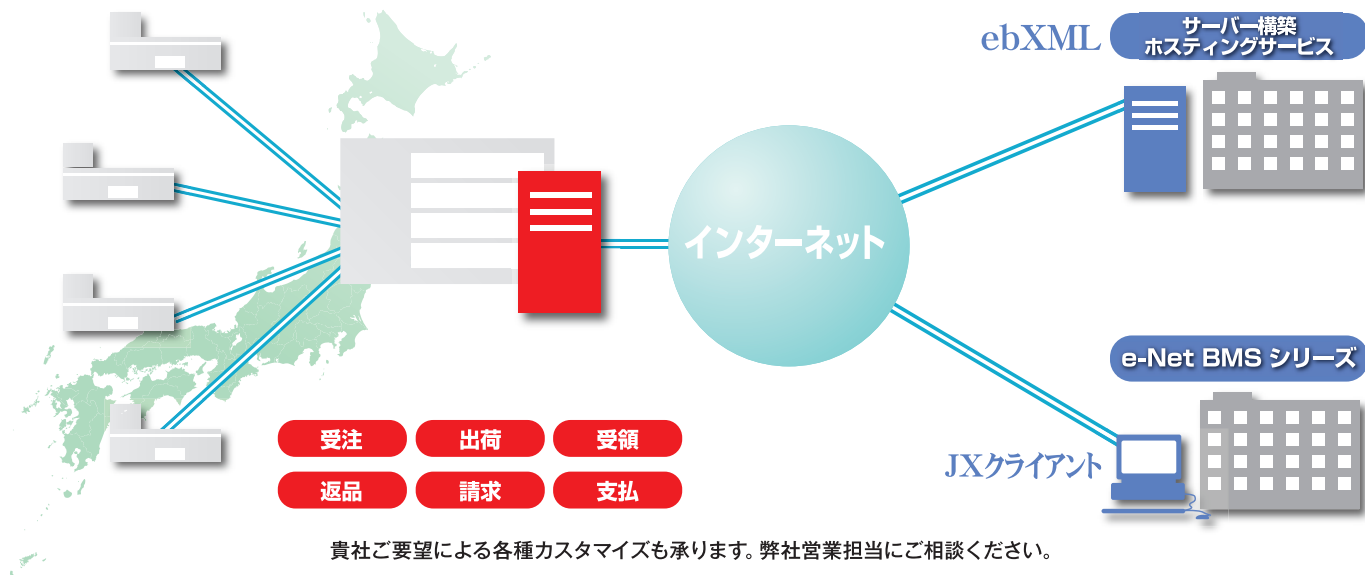 ebXML
サーバー構築
ホスティングサービス
インターネット
e-Net BMS シリーズ
JXクライアント
受注 出荷 受領
返品 請求 支払
貴社ご要望による各種カスタマイズも承ります。弊社営業担当にご相談ください。